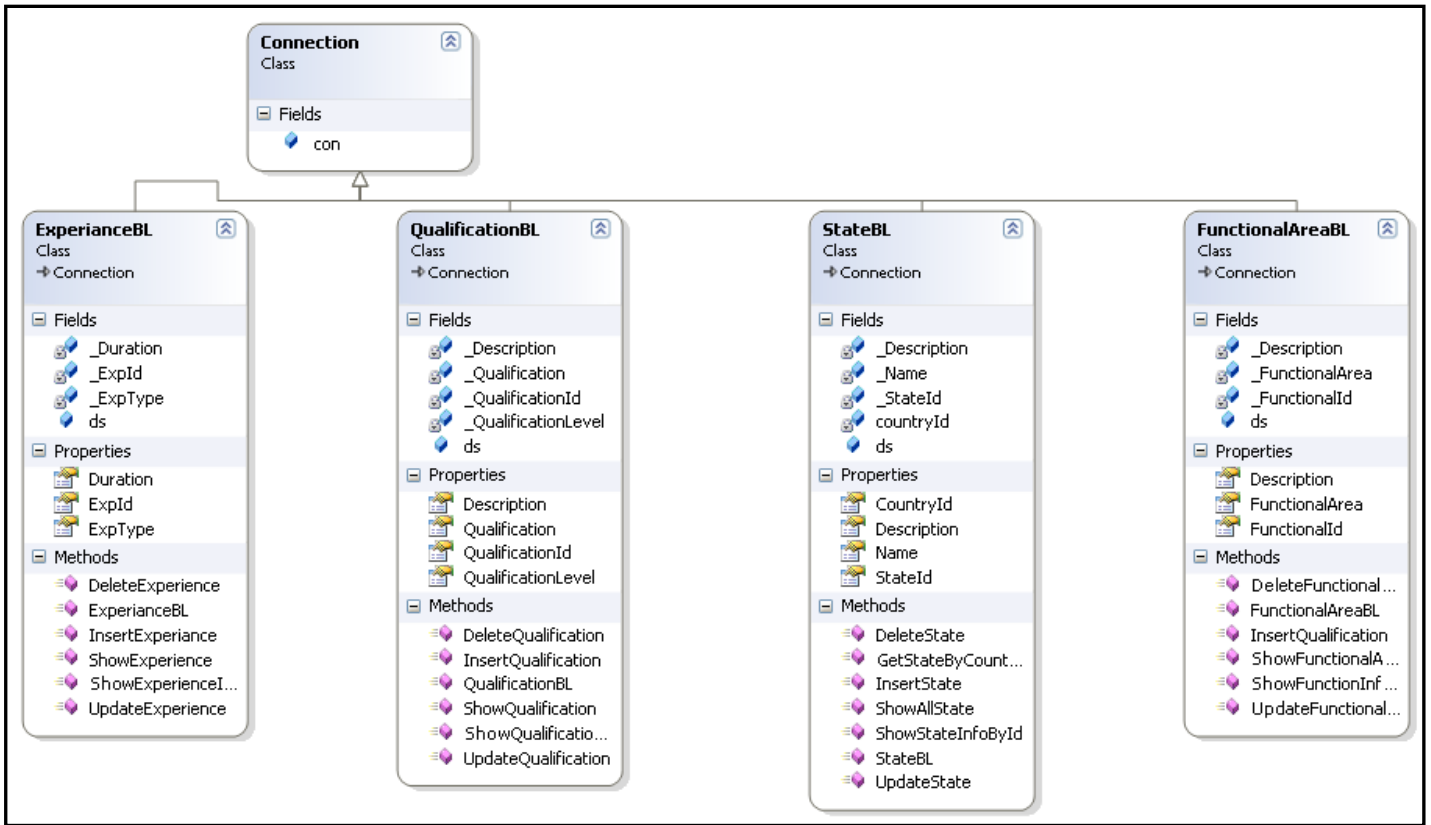 Connection
Class
Fields
con
ExperianceBL
Class
Connection
Fields
_Duration
_ExpId
_ExpType
ds
Properties
Duration
ExpId
ExpType
Methods
DeleteExperience
ExperianceBL
InsertExperiance
ShowExperience
ShowExperienceI...
UpdateExperience
QualificationBL
Class
Connection
Fields
_Description
_Qualification
_QualificationId
_QualificationLevel
ds
Properties
Description
Qualification
QualificationId
QualificationLevel
Methods
DeleteQualification
InsertQualification
QualificationBL
ShowQualification
ShowQualificatio...
UpdateQualification
StateBL
Class
Connection
Fields
_Description
_Name
_StateId
countryId
ds
Properties
CountryId
Description
Name
StateId
Methods
DeleteState
GetStateByCount...
InsertState
ShowAllState
ShowStateInfoById
StateBL
UpdateState
FunctionalAreaBL
Class
Connection
Fields
_Description
_FunctionalArea
_FunctionalId
ds
Properties
Description
FunctionalArea
FunctionalId
Methods
DeleteFunctional...
FunctionalAreaBL
InsertQualification
ShowFunctionalA...
ShowFunctionInf...
UpdateFunctional...